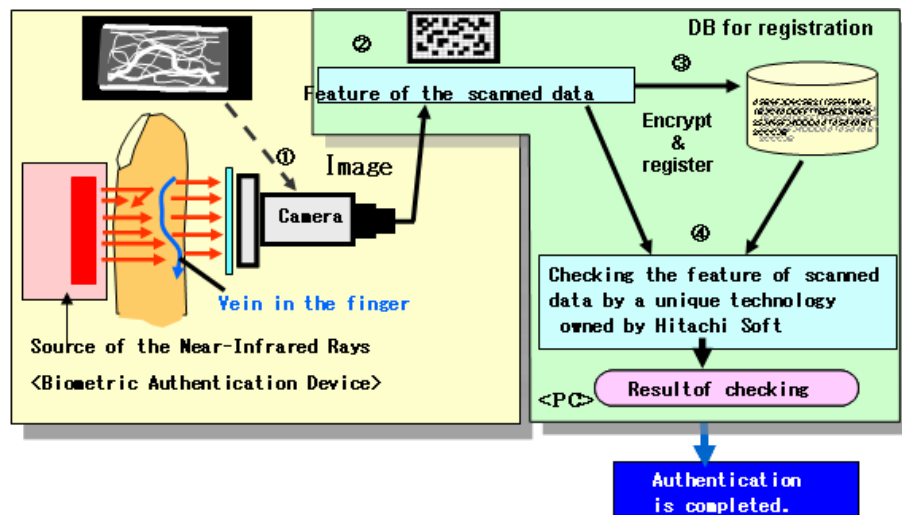 DB for registration
②
③
Feature of the scanned data
Encrypt
&
register
①
Image
Camera
④
Vein in the finger
Checking the feature of scanned
data by a unique technology
owned by Hitachi Soft
Source of the Near-Infrared Rays
<Biometric Authentication Device>
Resultof checking
<PC>
Authentication
is completed.